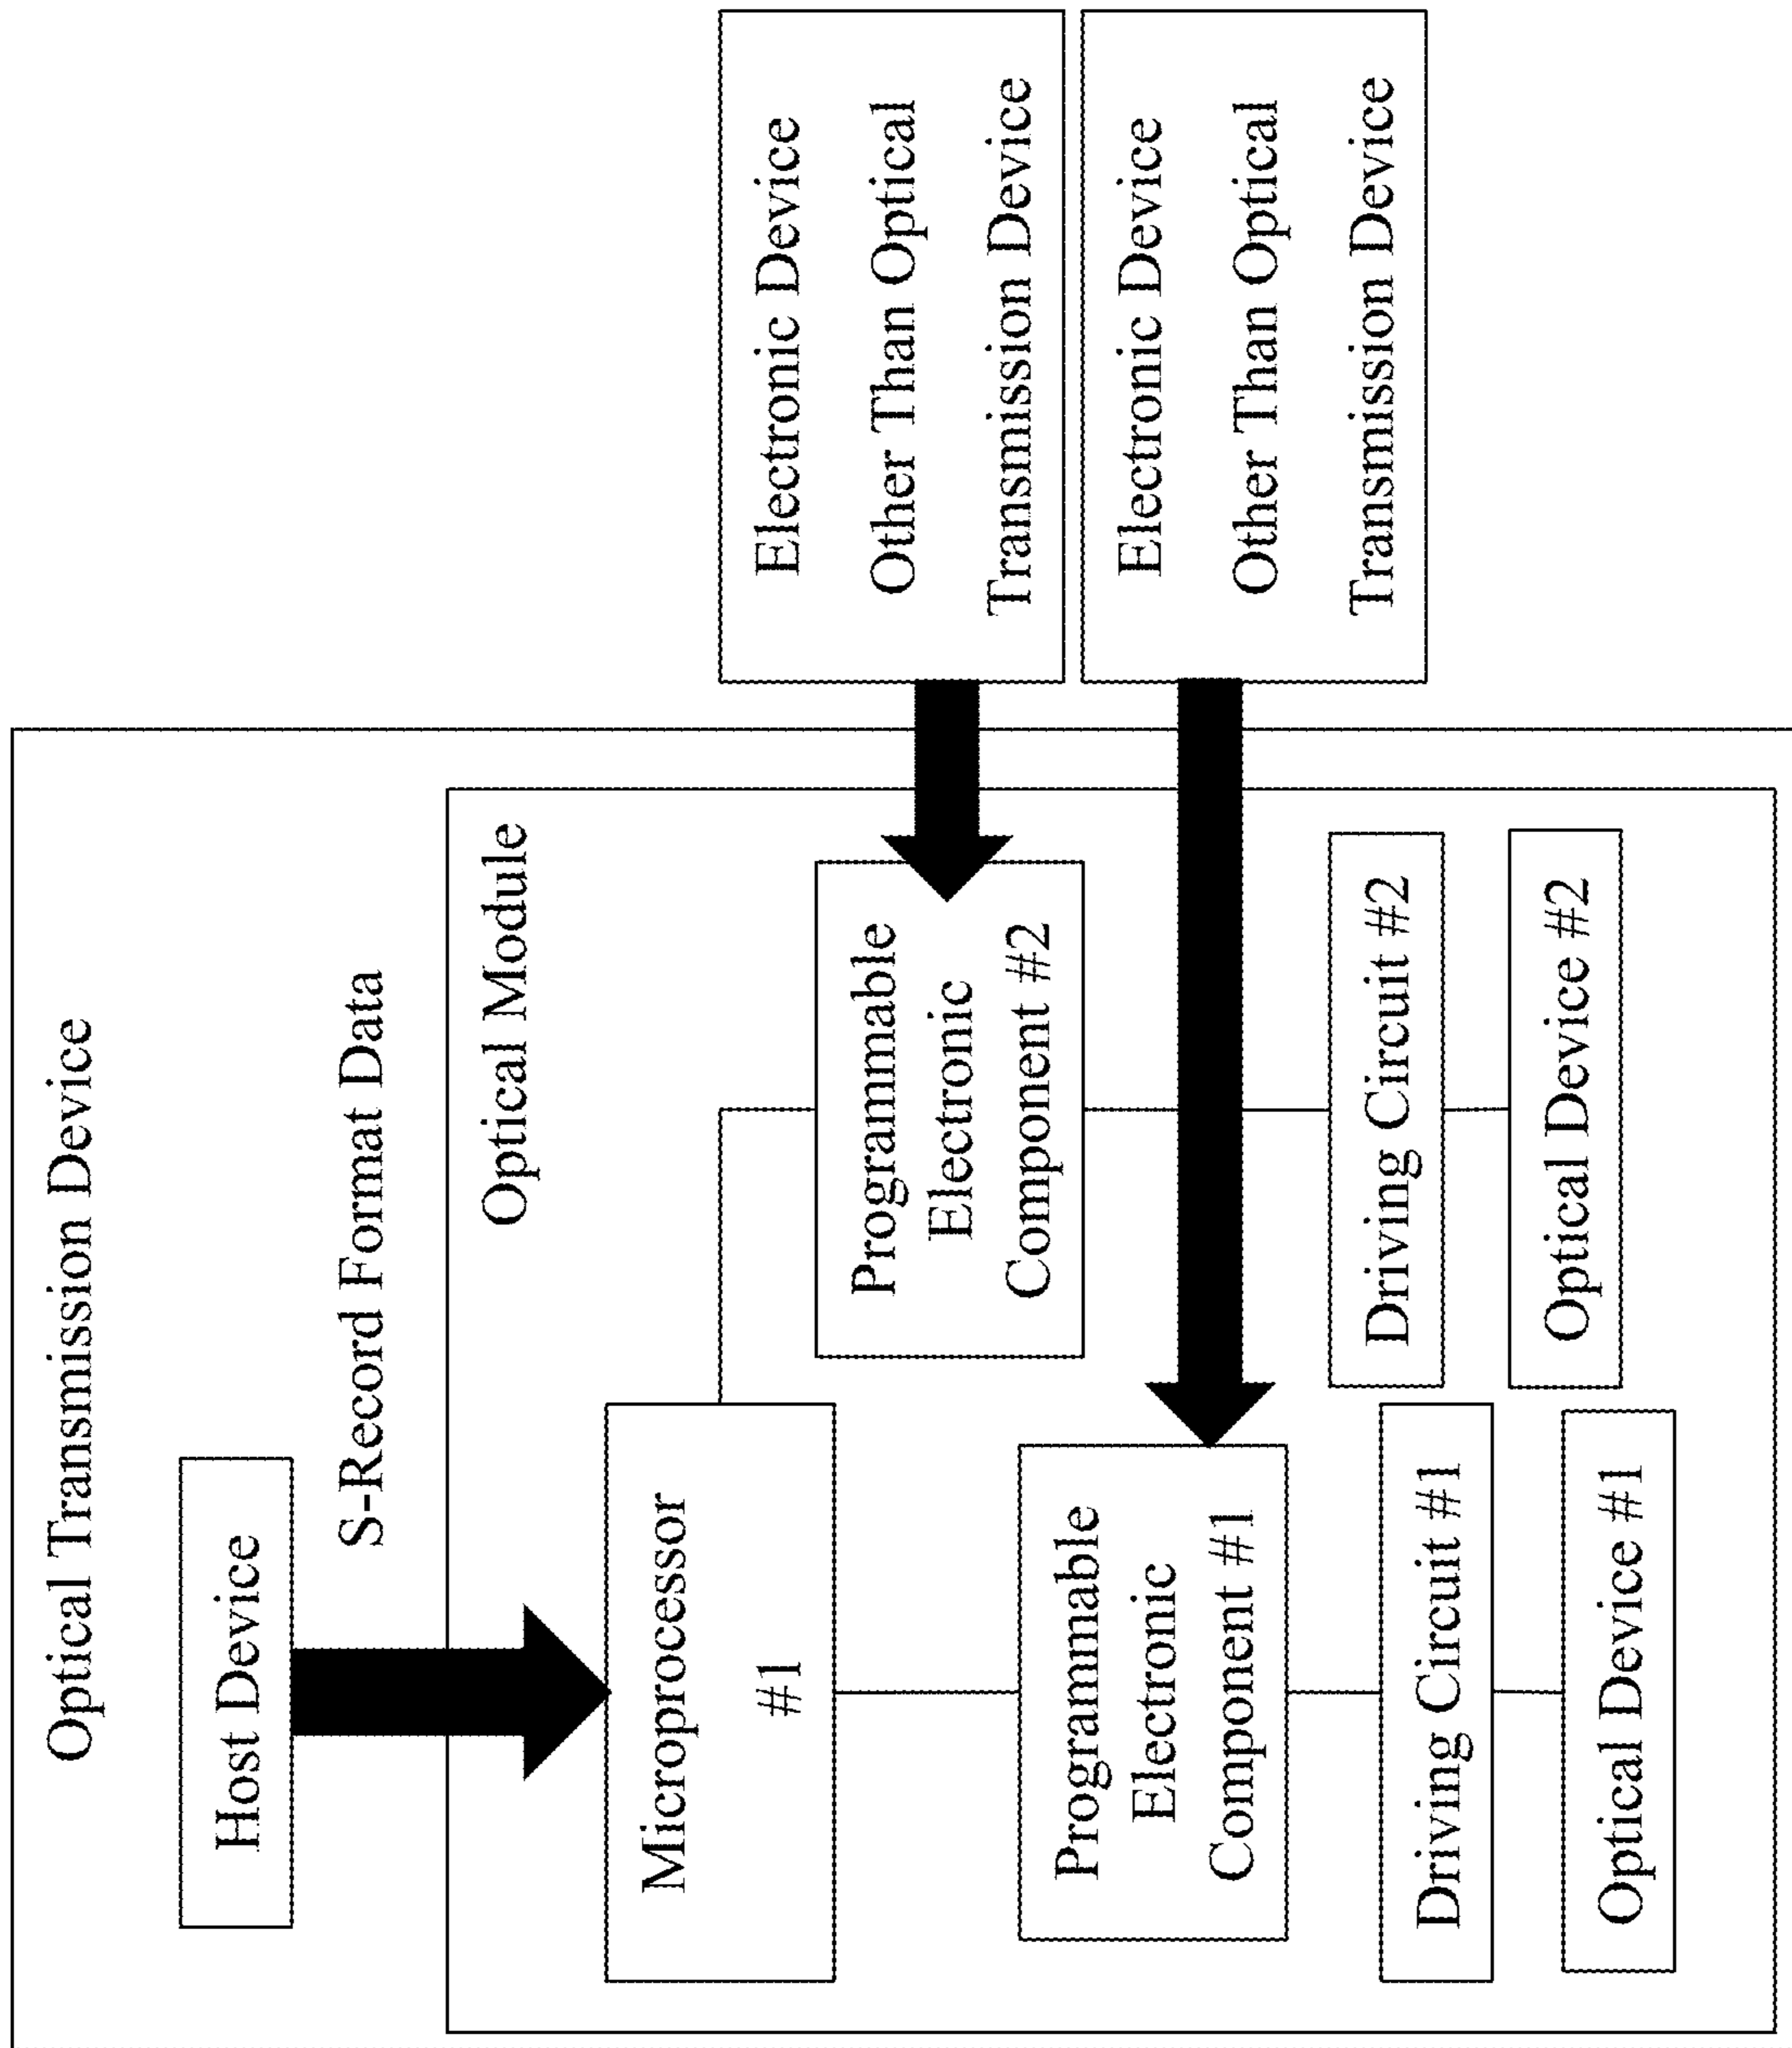 Optical Transmission Device
Host Device
S-Record Format Data
Optical Module
Microprocessor
#1
Programmable
Electronic
Component #2
Programmable
Electronic
Component #1
Driving Circuit #1
Optical Device #1
Driving Circuit #2
Optical Device #2
Electronic Device
Other Than Optical
Transmission Device
Electronic Device
Other Than Optical
Transmission Device